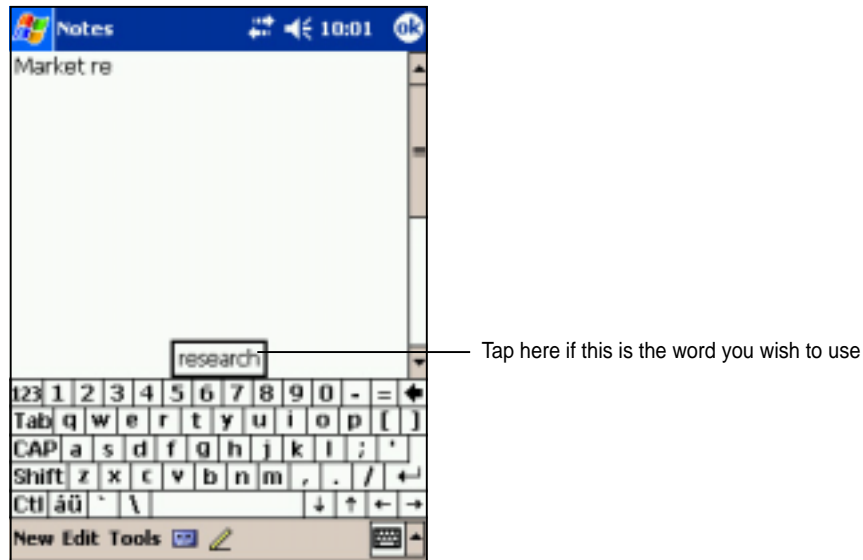 Notes 10:01 ok
Market re
research
Tap here if this is the word you wish to use
123 1 2 3 4 5 6 7 8 9 0 - =
Tab q w e r t y u i o p [ ]
CAP a s d f g h j k l ; '
Shift z x c v b n m , . /
Ctl áü ` \
New Edit Tools